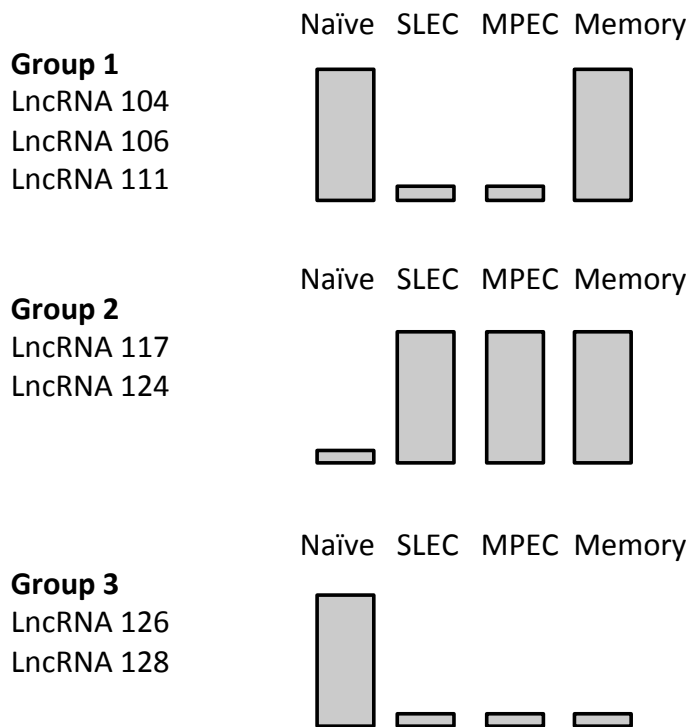 Naïve SLEC MPEC Memory
Group 1
LncRNA 104
LncRNA 106
LncRNA 111
Naïve SLEC MPEC Memory
Group 2
LncRNA 117
LncRNA 124
Naïve SLEC MPEC Memory
Group 3
LncRNA 126
LncRNA 128